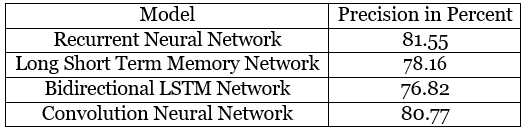 Model Precision in Percent
Recurrent Neural Network 81.55
Long Short Term Memory Network 78.16
Bidirectional LSTM Network 76.82
Convolution Neural Network 80.77